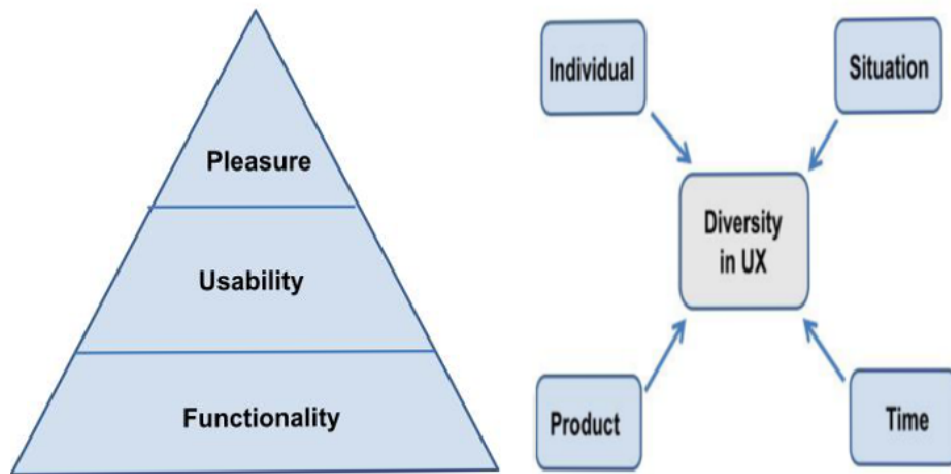 Pleasure
Usability
Functionality
Individual
Situation
Diversity
in UX
Product
Time